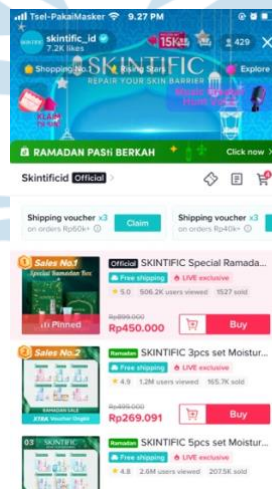 Tsel-PakaiMasker 9.27 PM
skintific_id
7.2K likes
15K
429
Shopping
Rising Stars
Explore
SKINTIFIC
REPAIR YOUR SKIN BARRIER
RAMADAN PASti BERKAH
Click now >
Skintificid Official >
Shipping voucher x3
on orders Rp60k+
Claim
Shipping voucher x3
on orders Rp40k+
Sales No.1
Special Ramadan Box
Pinned
Official SKINTIFIC Special Ramada...
Free shipping LIVE exclusive
5.0 506.2K users viewed 1527 sold
Rp899.000
Rp450.000
Buy
Sales No.2
RAMADAN SALE
XTRA Voucher Ongkir
Ramadan SKINTIFIC 3pcs set Moistur...
Free shipping LIVE exclusive
4.9 1.2M users viewed 165.7K sold
Rp499.000
Rp269.091
Buy
03 SKINTIFIC
Ramadan SKINTIFIC 5pcs set Moistur...
Free shipping LIVE exclusive
4.8 2.6M users viewed 207.5K sold